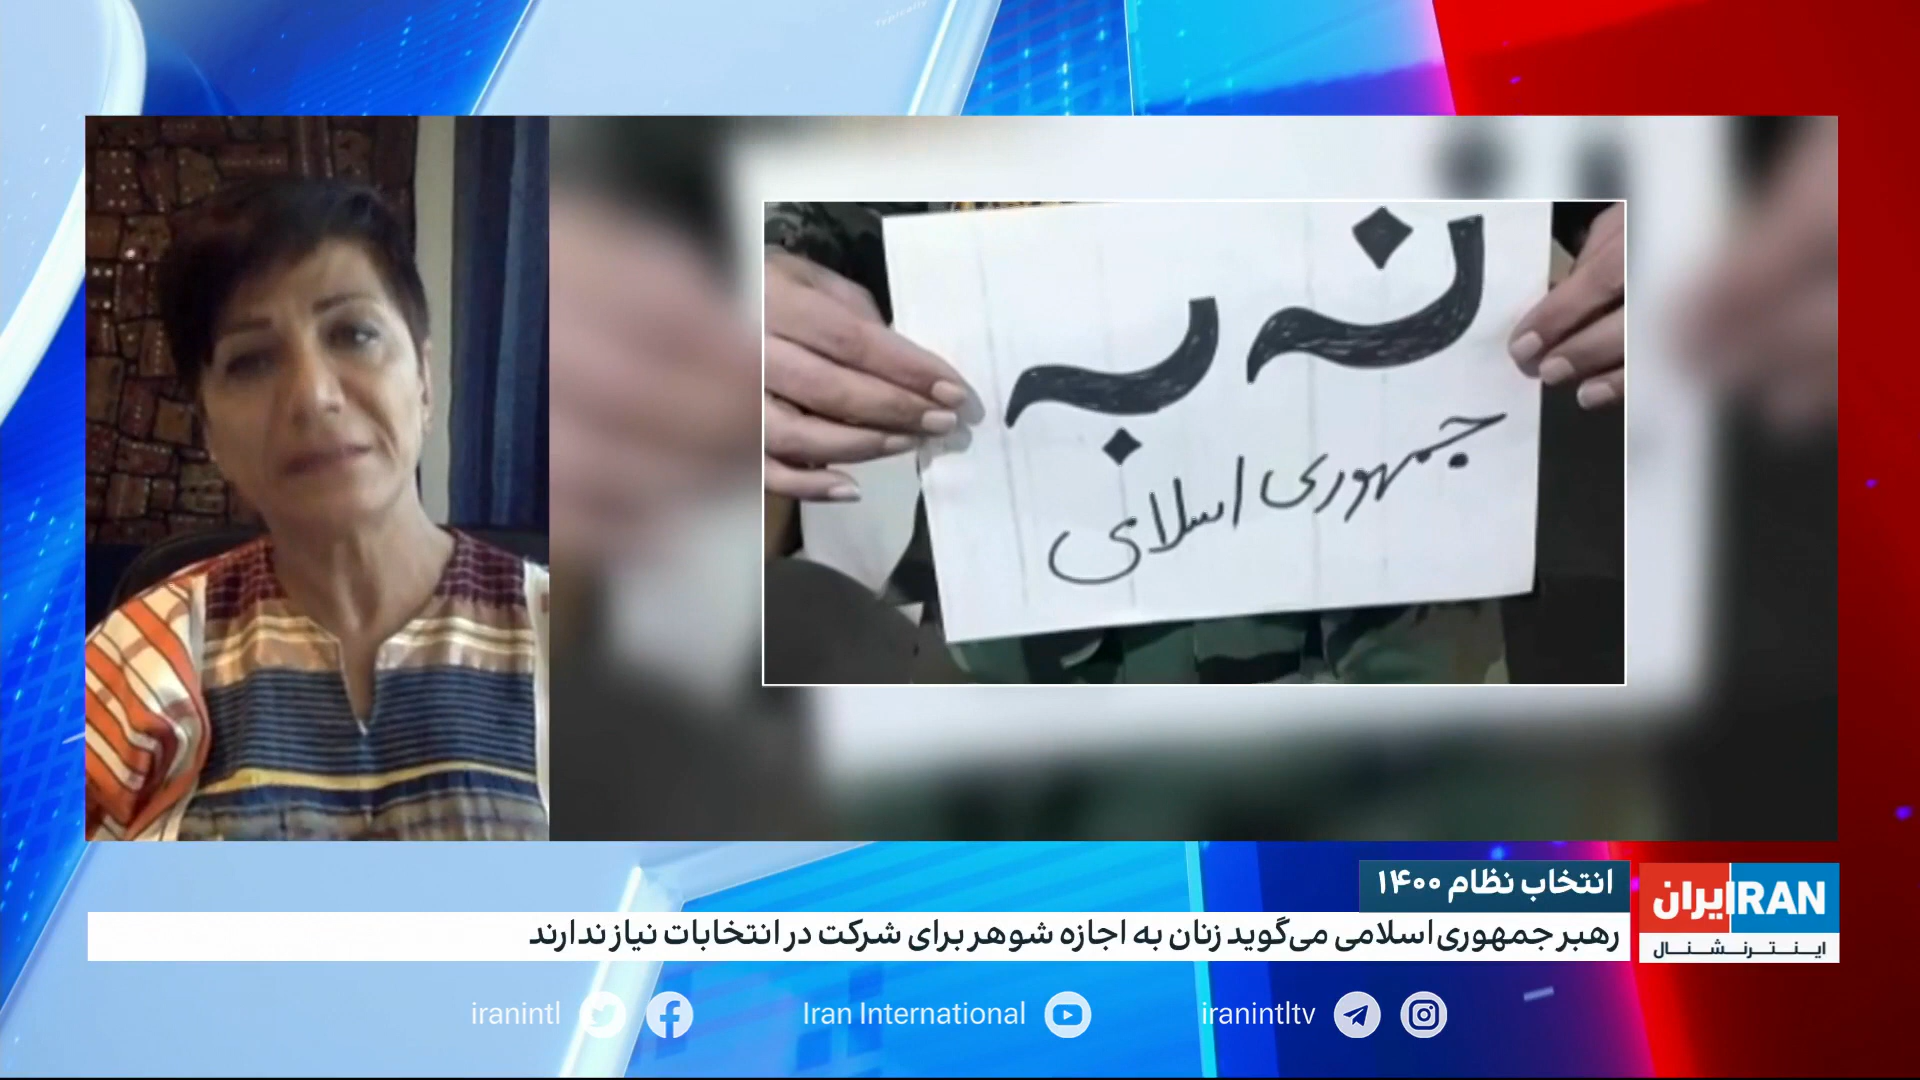 نه به
جمهوری اسلامی
انتخاب نظام ۱۴۰۰
رهبر جمهوری اسلامی می‌گوید زنان به اجازه شوهر برای شرکت در انتخابات نیاز ندارند
ایران IRAN
اینترنشنال
iranintl
Iran International
iranintltv